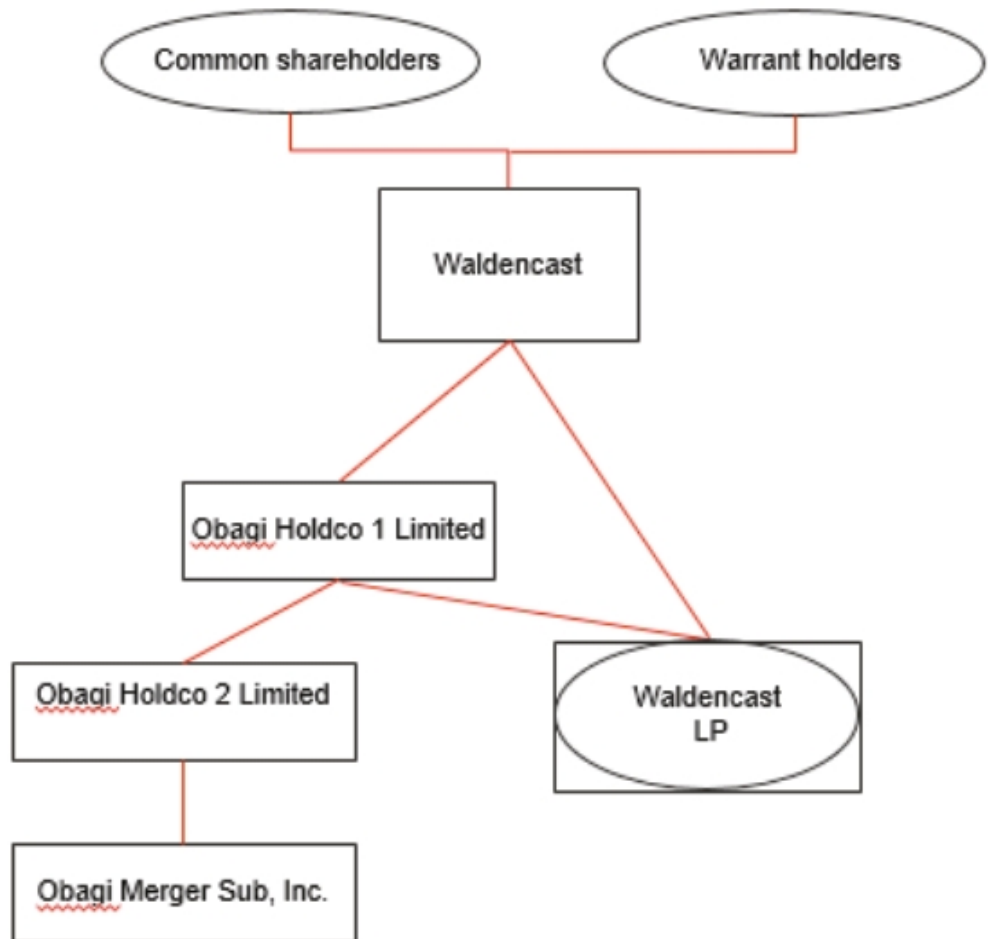 Common shareholders
Warrant holders
Waldencast
Obagi Holdco 1 Limited
Obagi Holdco 2 Limited
Waldencast
LP
Obagi Merger Sub, Inc.